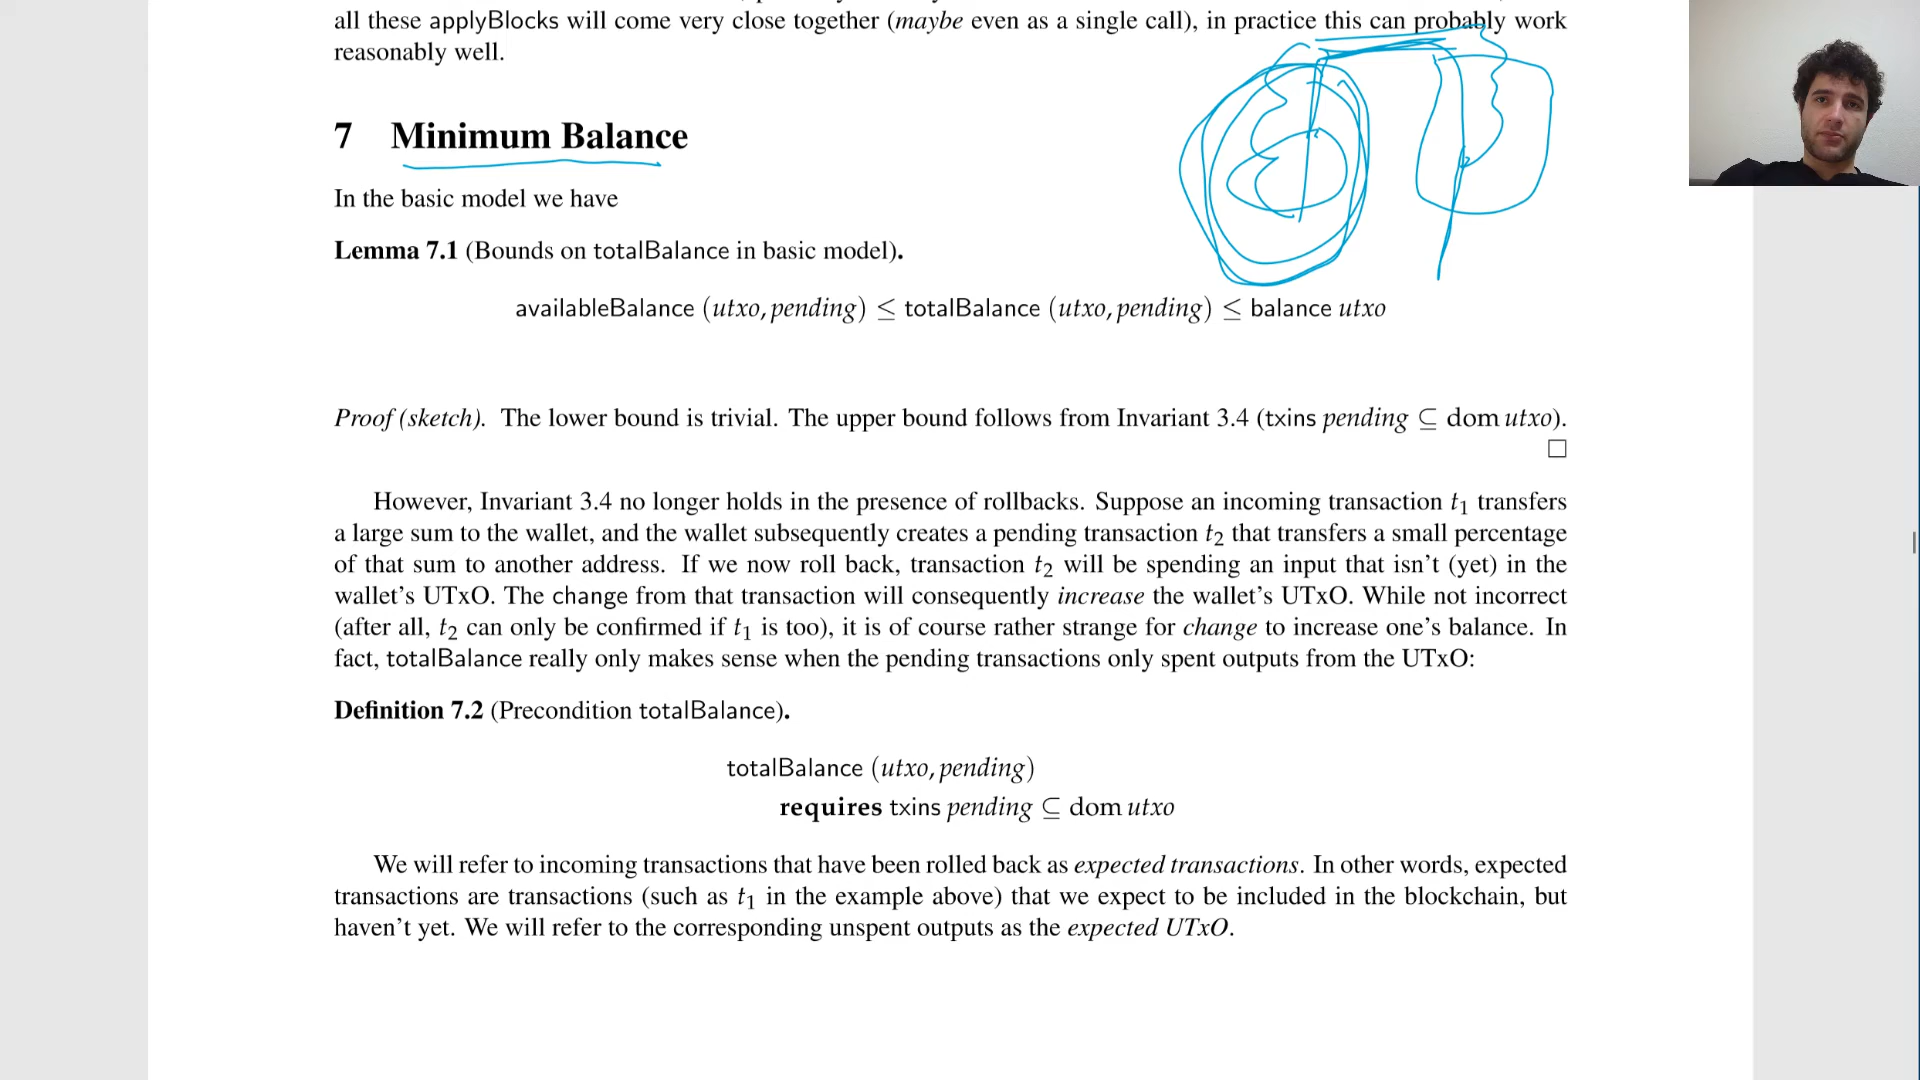 all these applyBlocks will come very close together (maybe even as a single call), in practice this can probably work
reasonably well.
7 Minimum Balance
In the basic model we have
Lemma 7.1 (Bounds on totalBalance in basic model).
availableBalance (utxo, pending) ≤ totalBalance (utxo, pending) ≤ balance utxo
Proof (sketch). The lower bound is trivial. The upper bound follows from Invariant 3.4 (txins pending ⊆ dom utxo).
□
However, Invariant 3.4 no longer holds in the presence of rollbacks. Suppose an incoming transaction t₁ transfers
a large sum to the wallet, and the wallet subsequently creates a pending transaction t₂ that transfers a small percentage
of that sum to another address. If we now roll back, transaction t₂ will be spending an input that isn't (yet) in the
wallet's UTxO. The change from that transaction will consequently increase the wallet's UTxO. While not incorrect
(after all, t₂ can only be confirmed if t₁ is too), it is of course rather strange for change to increase one's balance. In
fact, totalBalance really only makes sense when the pending transactions only spent outputs from the UTxO:
Definition 7.2 (Precondition totalBalance).
totalBalance (utxo, pending)
requires txins pending ⊆ dom utxo
We will refer to incoming transactions that have been rolled back as expected transactions. In other words, expected
transactions are transactions (such as t₁ in the example above) that we expect to be included in the blockchain, but
haven't yet. We will refer to the corresponding unspent outputs as the expected UTxO.